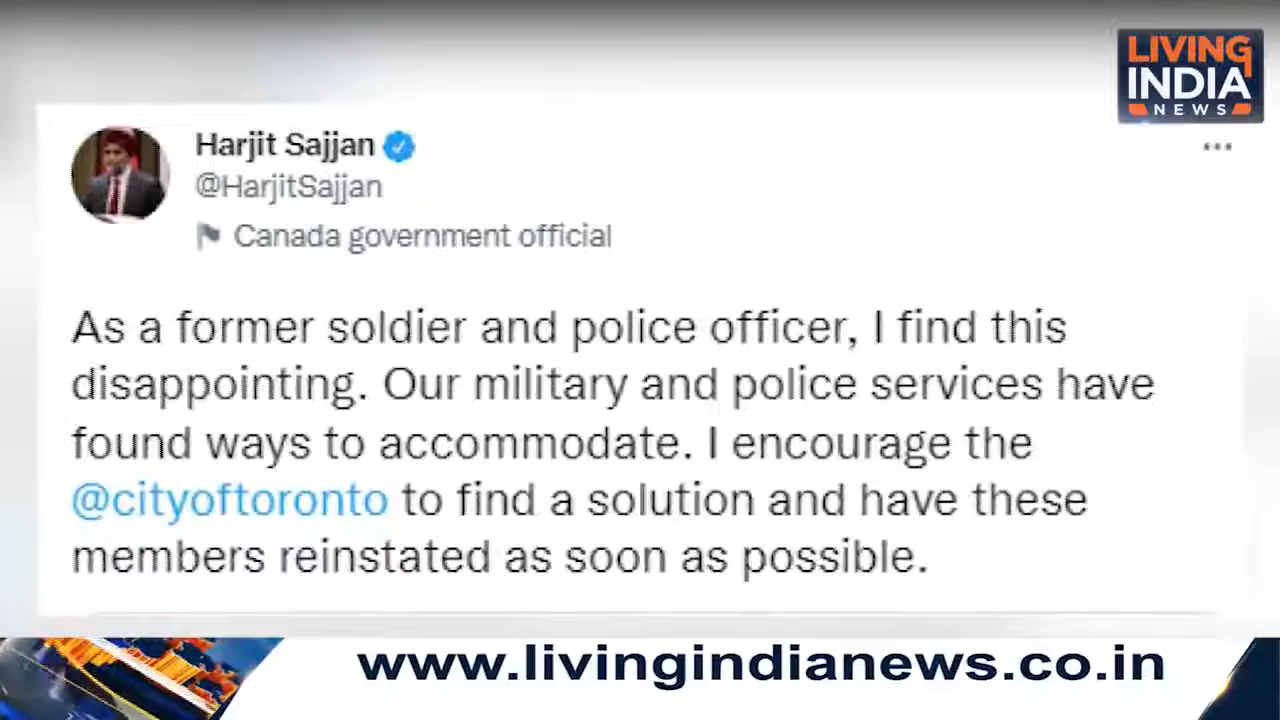 LIVING
INDIA
NEWS
Harjit Sajjan
@HarjitSajjan
Canada government official
As a former soldier and police officer, I find this
disappointing. Our military and police services have
found ways to accommodate. I encourage the
@cityoftoronto to find a solution and have these
members reinstated as soon as possible.
www.livingindianews.co.in